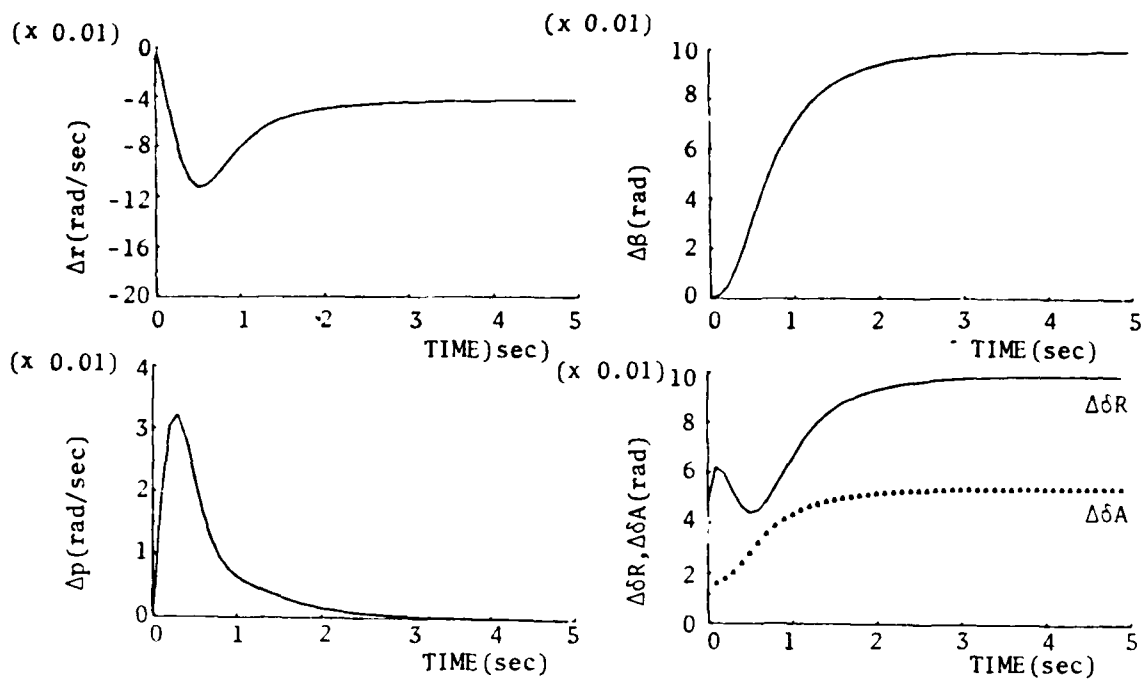 (x 0.01)
0
-4
-8
-12
-16
-20
Δr(rad/sec)
0 1 2 3 4 5
TIME)sec)
(x 0.01)
10
8
6
4
2
0
Δβ(rad)
0 1 2 3 4 5
TIME(sec)
(x 0.01)
4
3
2
1
0
Δp(rad/sec)
0 1 2 3 4 5
TIME(sec)
(x 0.01)
10
8
6
4
2
0
ΔδR,ΔδA(rad)
ΔδR
ΔδA
0 1 2 3 4 5
TIME(sec)